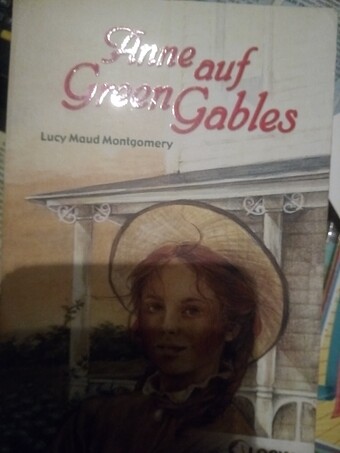 Anne auf
Green Gables
Lucy Maud Montgomery